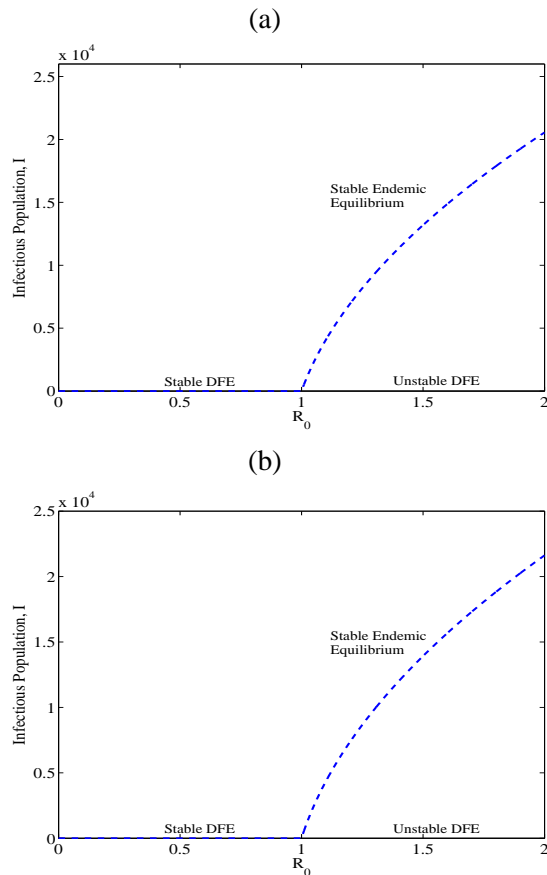 (a)
x 10^4
2.5
2
1.5
1
0.5
0
Infectious Population, I
Stable Endemic
Equilibrium
Stable DFE
Unstable DFE
0
0.5
1
1.5
2
R_0
(b)
x 10^4
2.5
2
1.5
1
0.5
0
Infectious Population, I
Stable Endemic
Equilibrium
Stable DFE
Unstable DFE
0
0.5
1
1.5
2
R_0